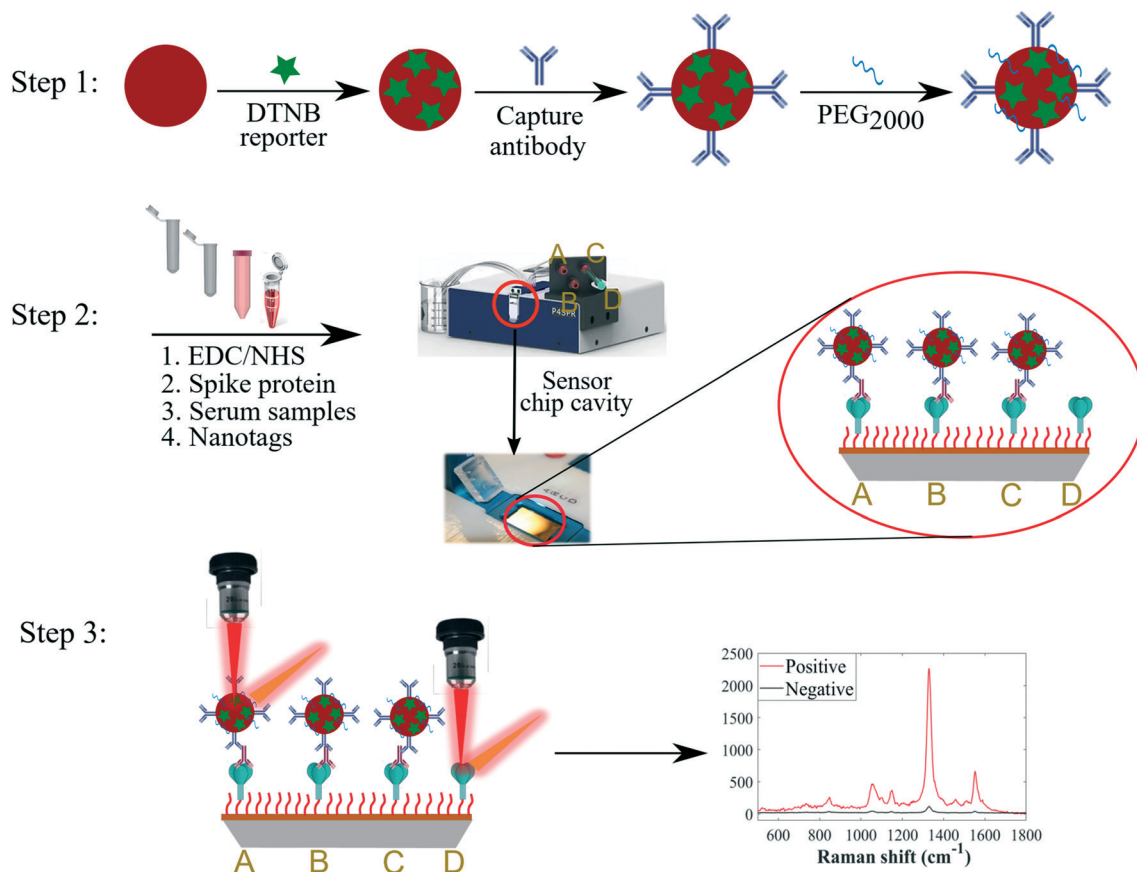 Step 1:
DTNB
reporter
Capture
antibody
PEG2000
Step 2:
1. EDC/NHS
2. Spike protein
3. Serum samples
4. Nanotags
A C
B D
P4SPR
Sensor
chip cavity
A B C D
A B C D
Step 3:
A B C D
2500
2000
1500
1000
500
0
Positive
Negative
600 800 1000 1200 1400 1600 1800
Raman shift (cm-1)